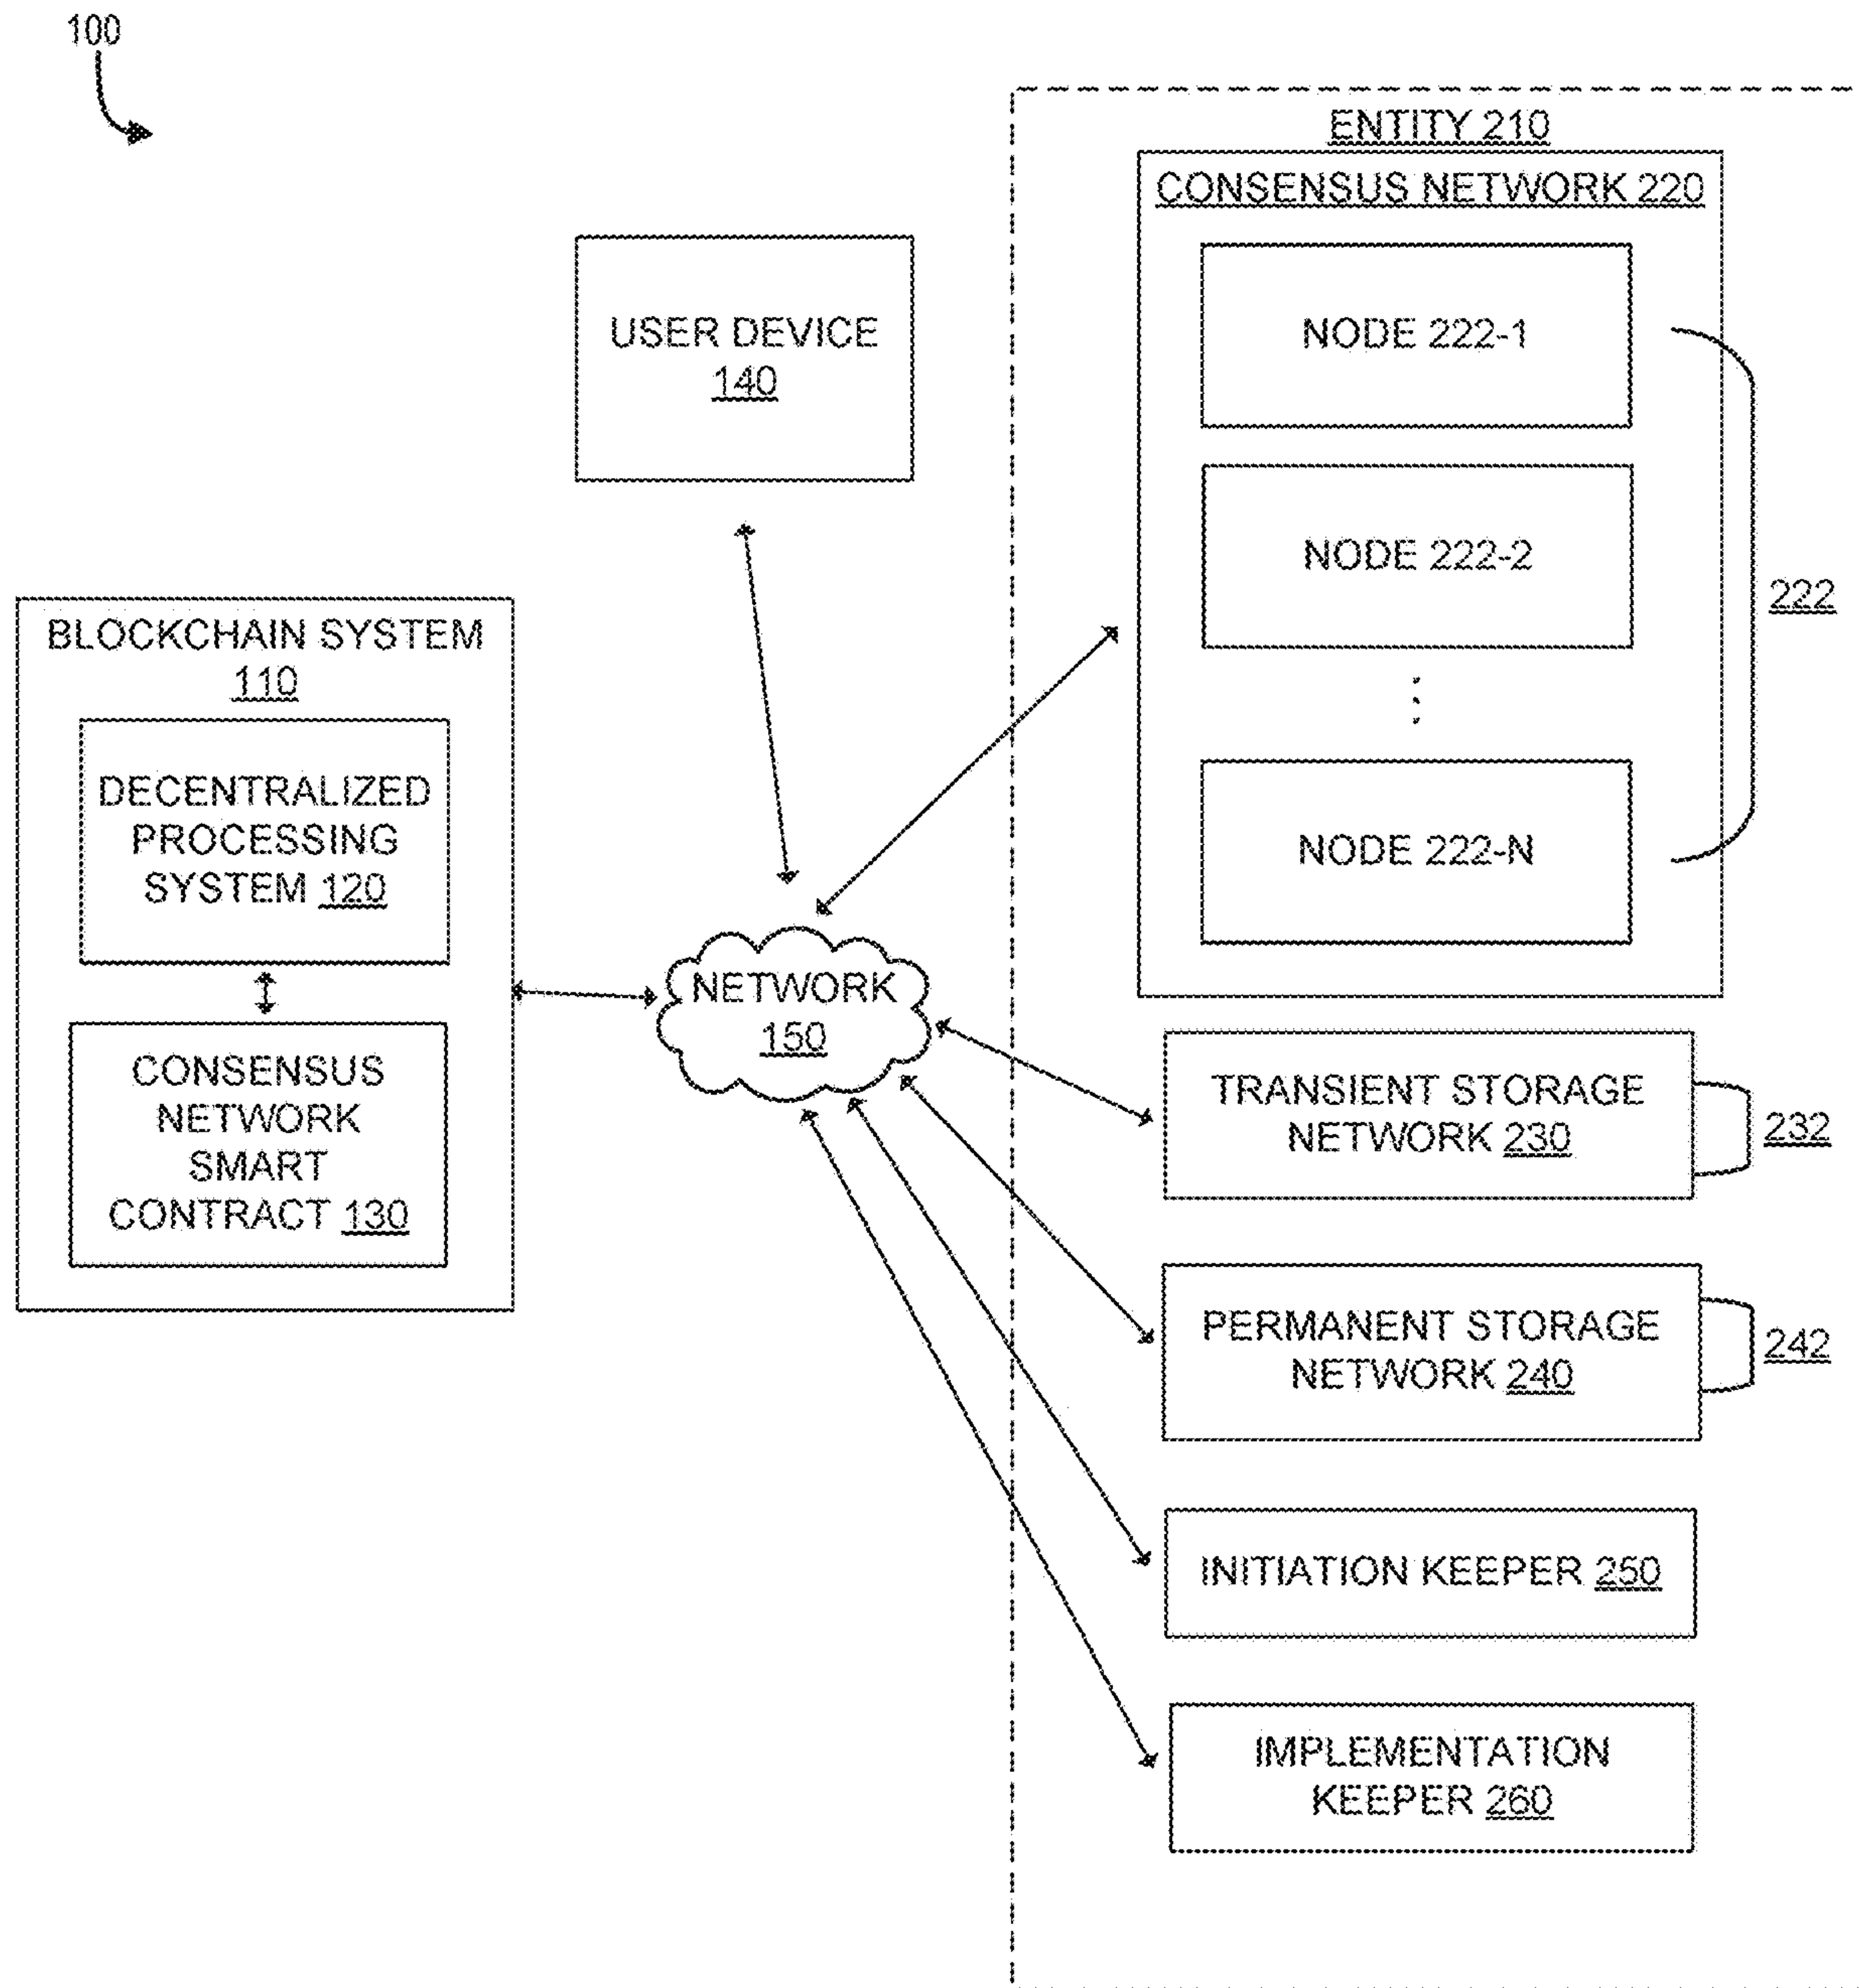 100
ENTITY 210
CONSENSUS NETWORK 220
USER DEVICE
140
NODE 222-1
NODE 222-2
⋮
NODE 222-N
222
BLOCKCHAIN SYSTEM
110
DECENTRALIZED
PROCESSING
SYSTEM 120
CONSENSUS
NETWORK
SMART
CONTRACT 130
NETWORK
150
TRANSIENT STORAGE
NETWORK 230
232
PERMANENT STORAGE
NETWORK 240
242
INITIATION KEEPER 250
IMPLEMENTATION
KEEPER 260